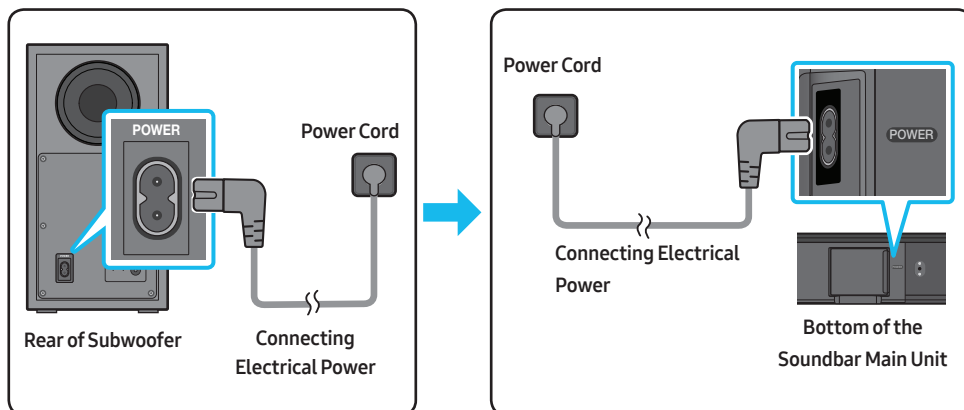 POWER
Power Cord
Rear of Subwoofer
Connecting
Electrical Power
Power Cord
POWER
Connecting Electrical
Power
Bottom of the
Soundbar Main Unit